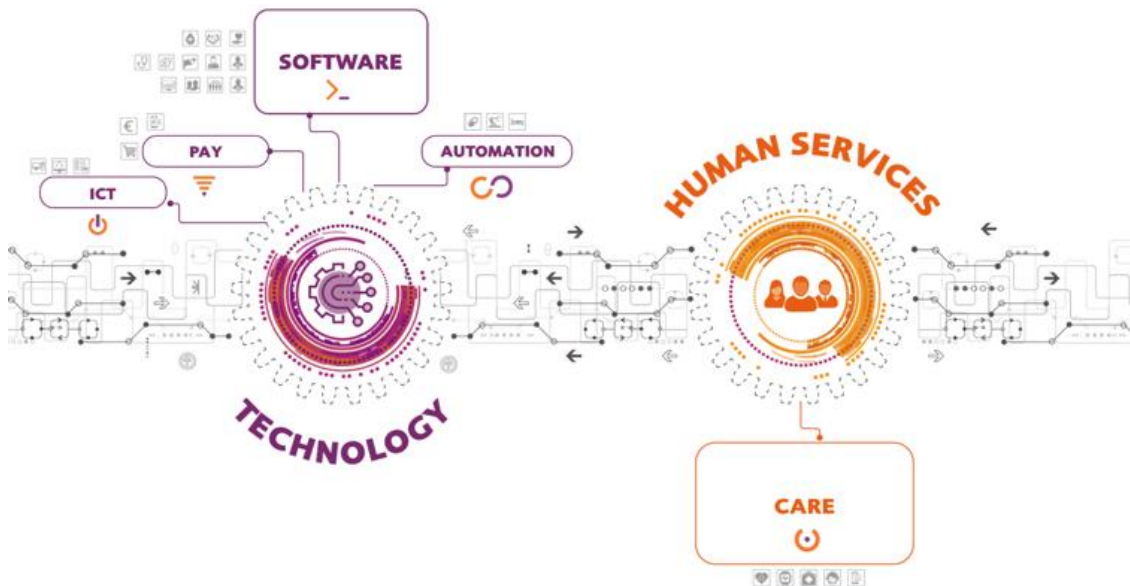 SOFTWARE
PAY
AUTOMATION
ICT
HUMAN SERVICES
TECHNOLOGY
CARE